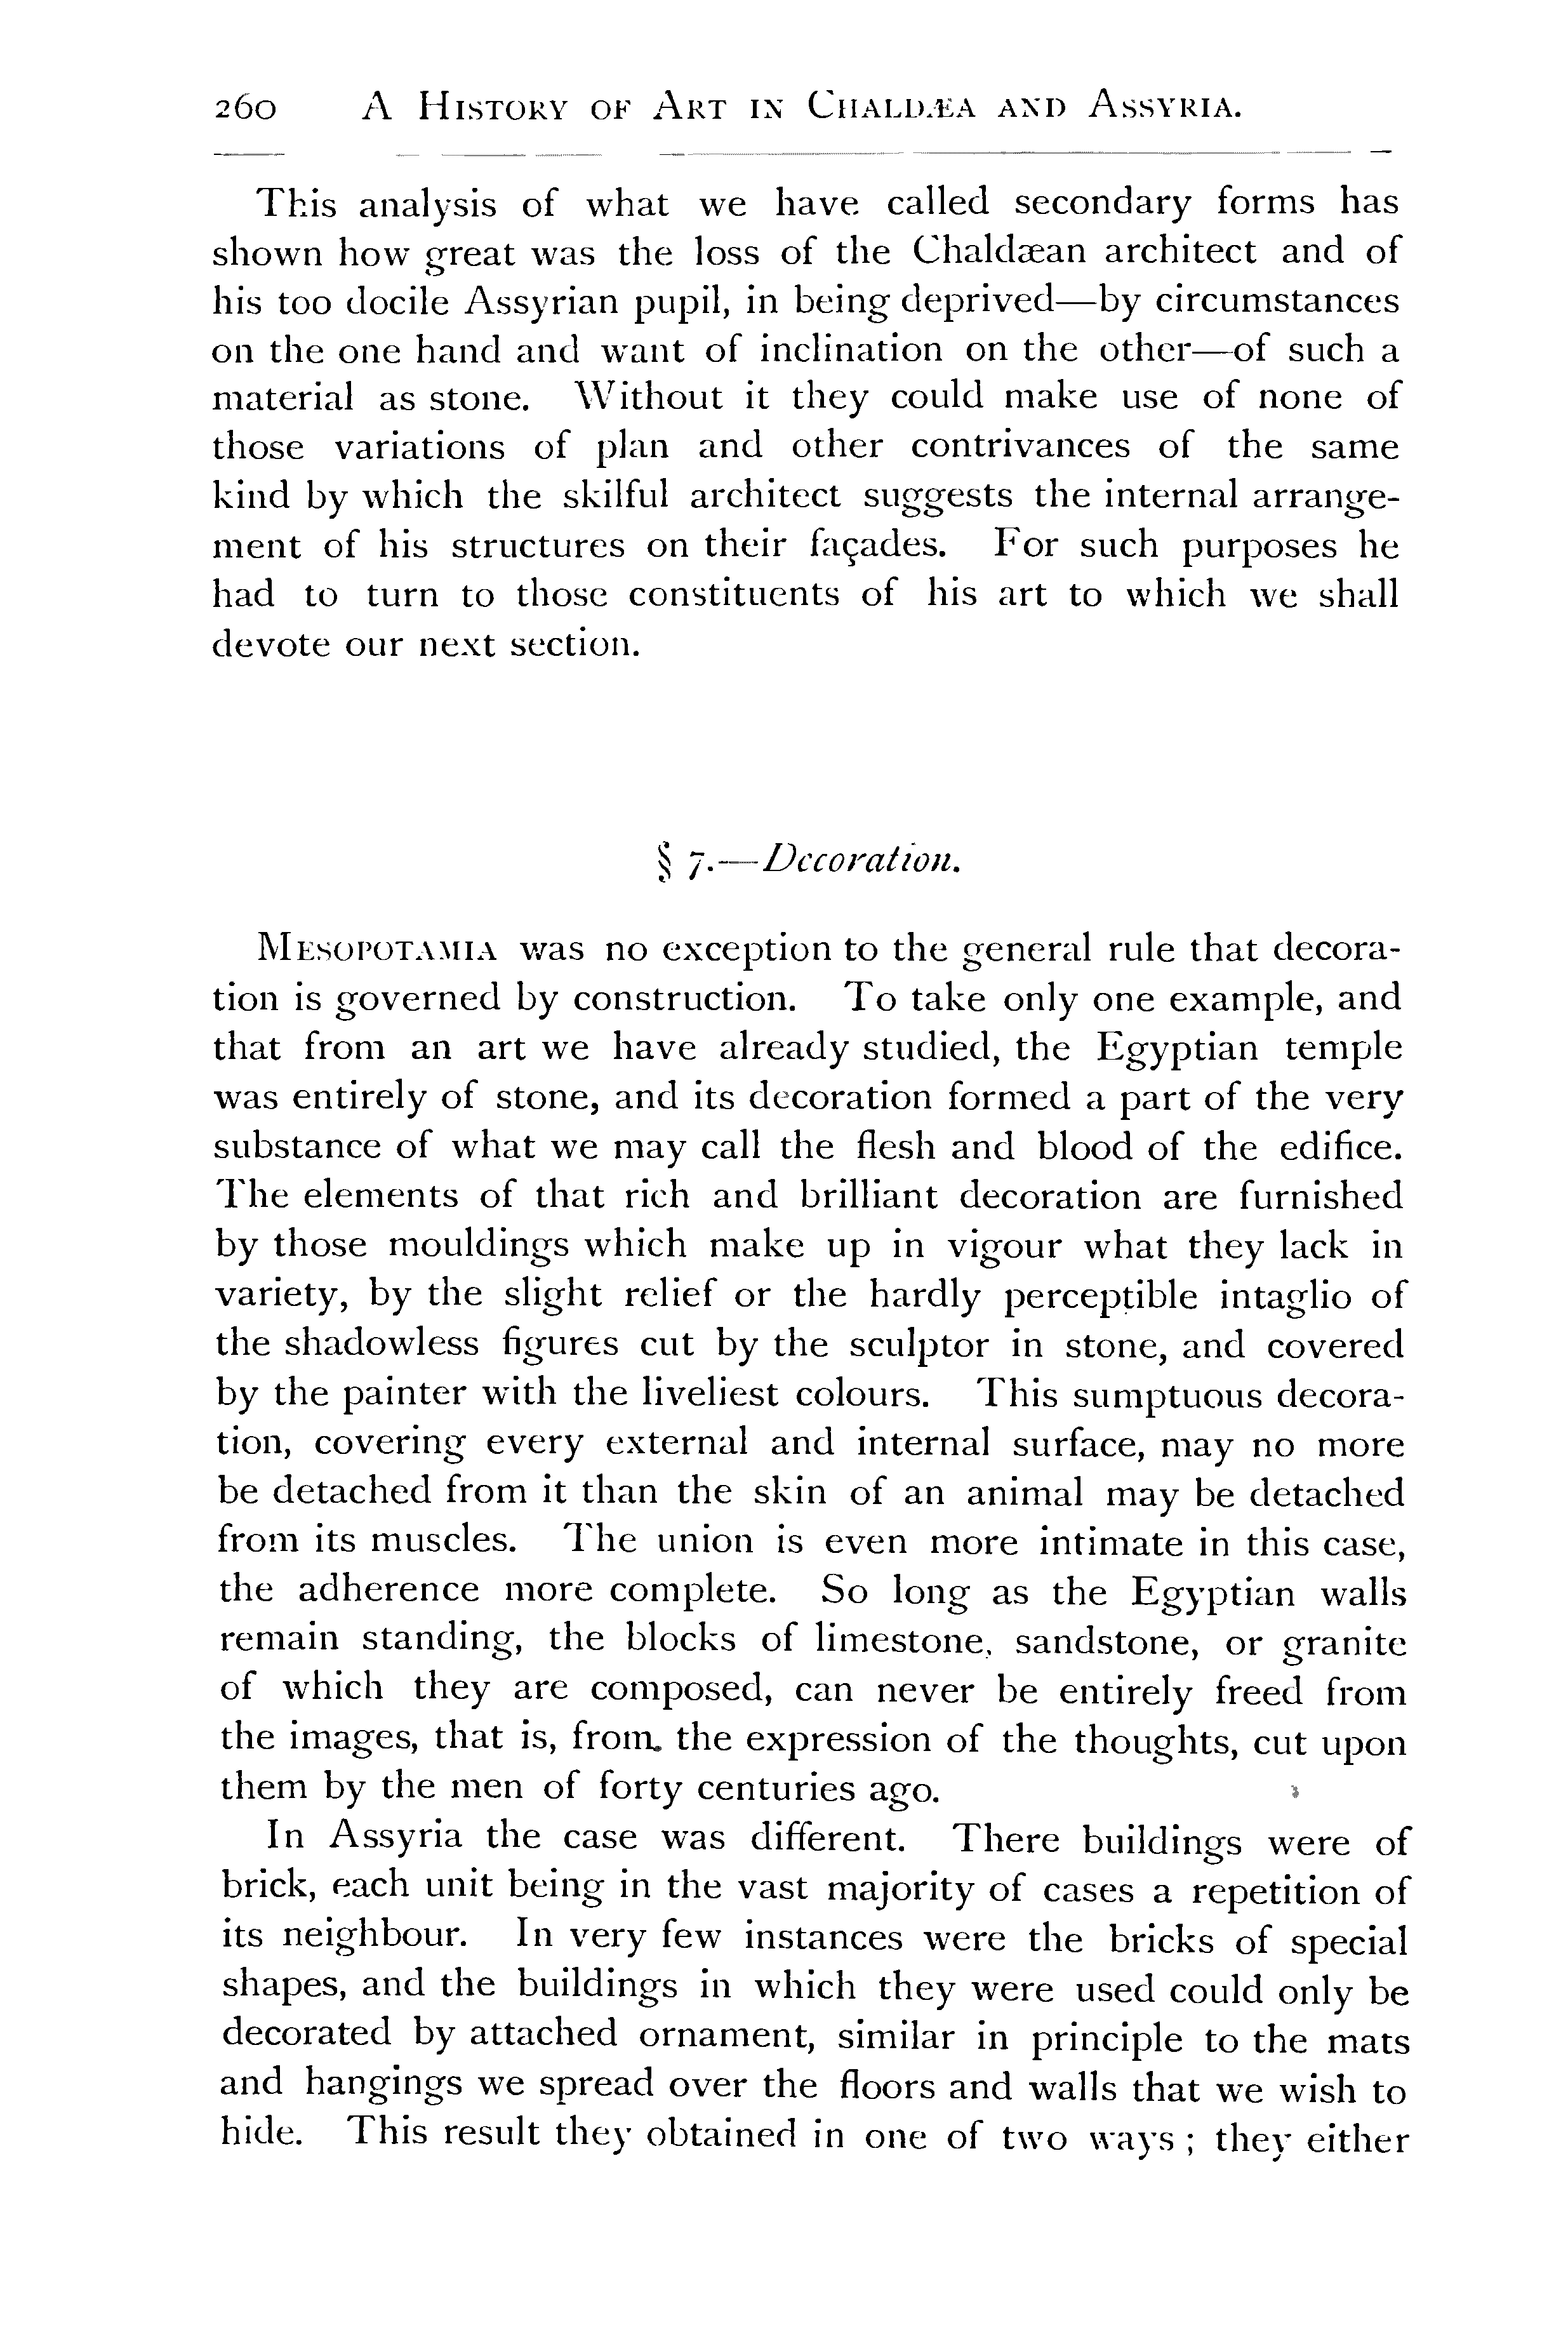 260 A History of Art in Chaldæa and Assyria.
This analysis of what we have called secondary forms has
shown how great was the loss of the Chaldæan architect and of
his too docile Assyrian pupil, in being deprived—by circumstances
on the one hand and want of inclination on the other—of such a
material as stone. Without it they could make use of none of
those variations of plan and other contrivances of the same
kind by which the skilful architect suggests the internal arrange-
ment of his structures on their façades. For such purposes he
had to turn to those constituents of his art to which we shall
devote our next section.
§ 7.—Decoration.
Mesopotamia was no exception to the general rule that decora-
tion is governed by construction. To take only one example, and
that from an art we have already studied, the Egyptian temple
was entirely of stone, and its decoration formed a part of the very
substance of what we may call the flesh and blood of the edifice.
The elements of that rich and brilliant decoration are furnished
by those mouldings which make up in vigour what they lack in
variety, by the slight relief or the hardly perceptible intaglio of
the shadowless figures cut by the sculptor in stone, and covered
by the painter with the liveliest colours. This sumptuous decora-
tion, covering every external and internal surface, may no more
be detached from it than the skin of an animal may be detached
from its muscles. The union is even more intimate in this case,
the adherence more complete. So long as the Egyptian walls
remain standing, the blocks of limestone, sandstone, or granite
of which they are composed, can never be entirely freed from
the images, that is, from the expression of the thoughts, cut upon
them by the men of forty centuries ago.
In Assyria the case was different. There buildings were of
brick, each unit being in the vast majority of cases a repetition of
its neighbour. In very few instances were the bricks of special
shapes, and the buildings in which they were used could only be
decorated by attached ornament, similar in principle to the mats
and hangings we spread over the floors and walls that we wish to
hide. This result they obtained in one of two ways ; they either